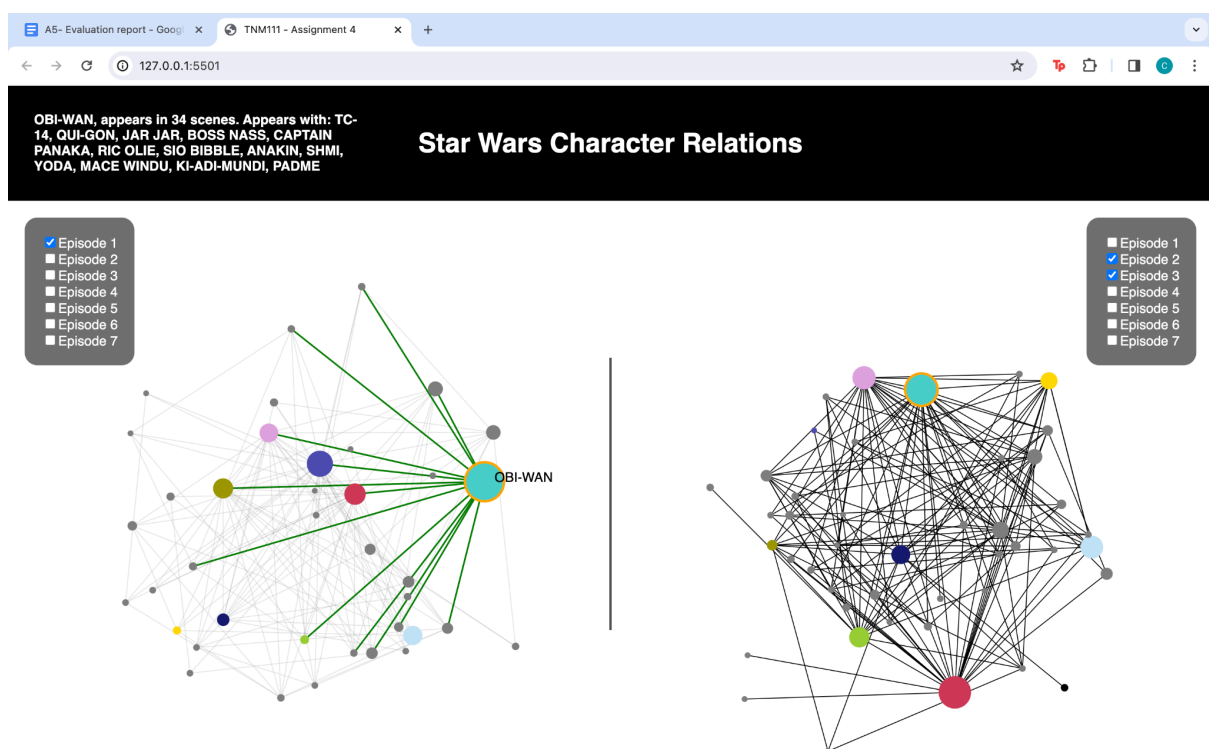 A5- Evaluation report - Goog
TNM111 - Assignment 4
127.0.0.1:5501
Tp
C
OBI-WAN, appears in 34 scenes. Appears with: TC-
14, QUI-GON, JAR JAR, BOSS NASS, CAPTAIN
PANAKA, RIC OLIE, SIO BIBBLE, ANAKIN, SHMI,
YODA, MACE WINDU, KI-ADI-MUNDI, PADME
Star Wars Character Relations
Episode 1
Episode 2
Episode 3
Episode 4
Episode 5
Episode 6
Episode 7
Episode 1
Episode 2
Episode 3
Episode 4
Episode 5
Episode 6
Episode 7
OBI-WAN